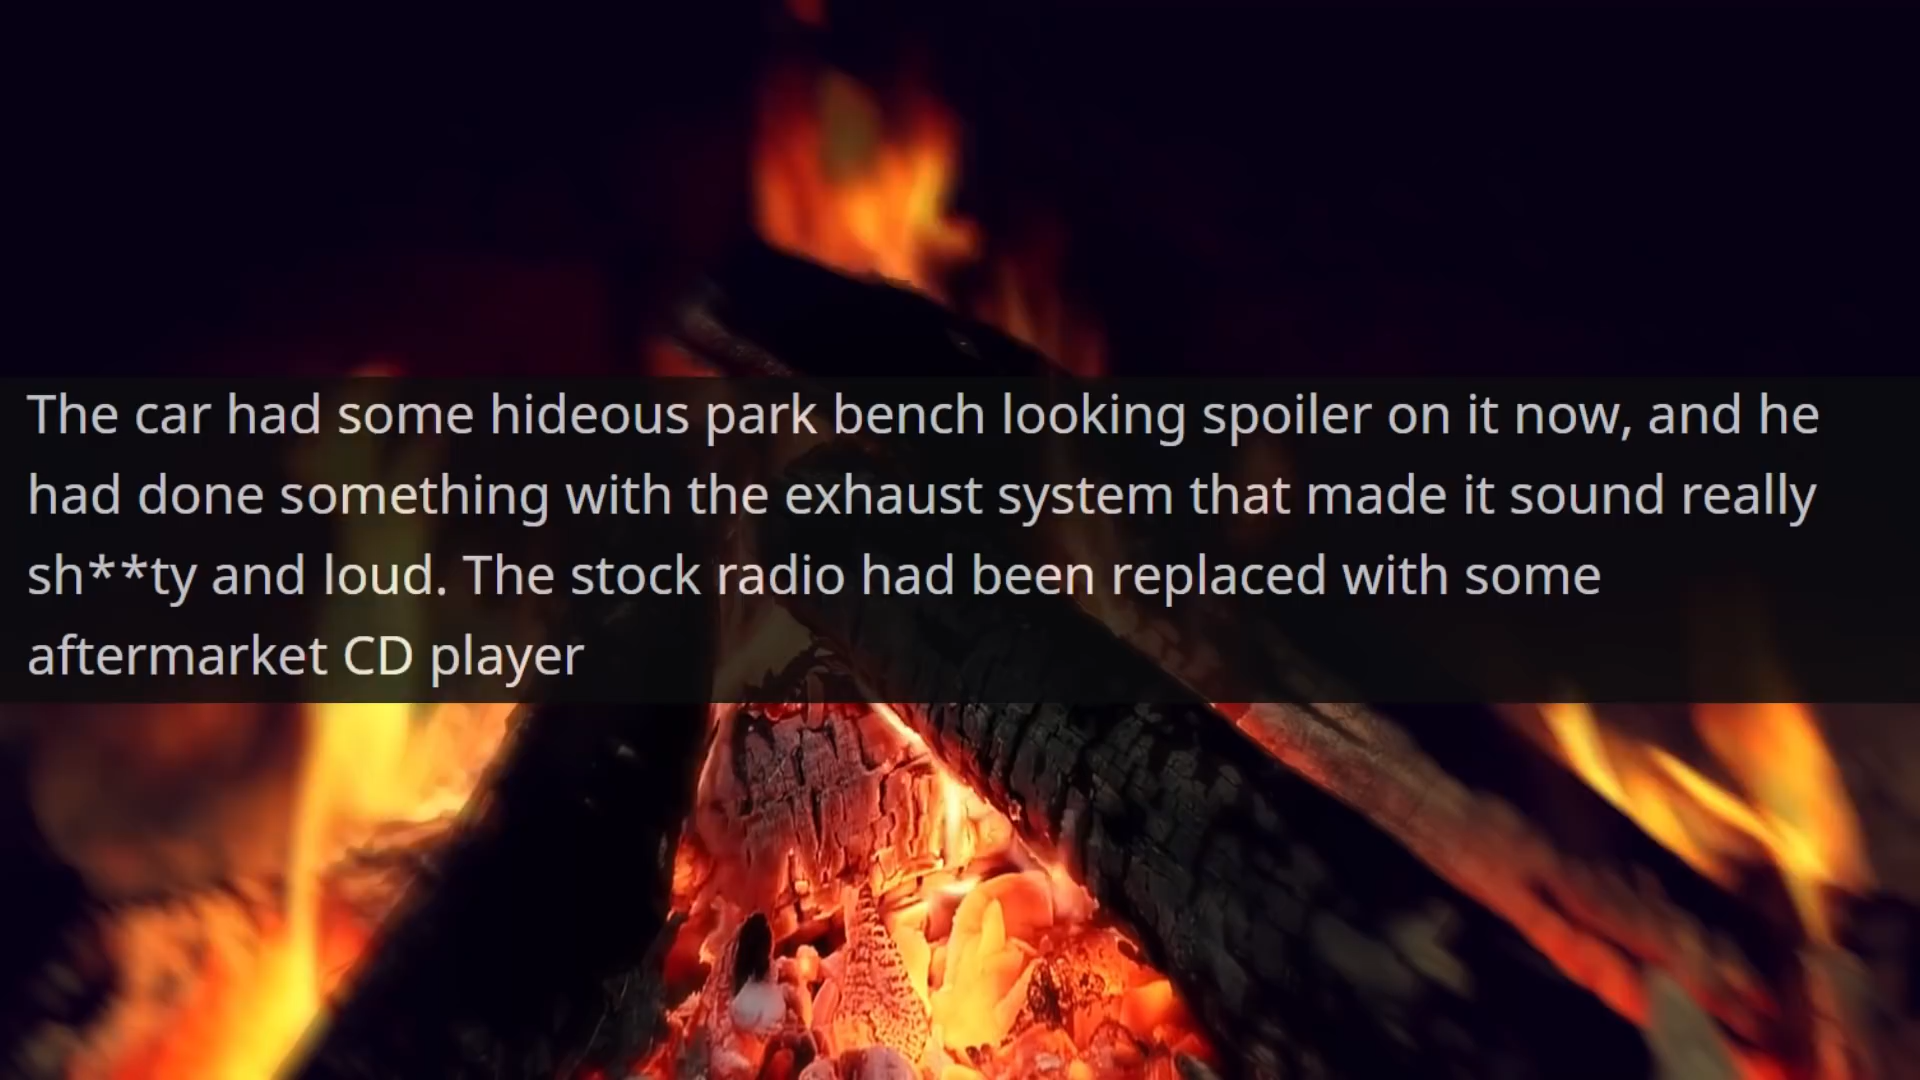 The car had some hideous park bench looking spoiler on it now, and he
had done something with the exhaust system that made it sound really
sh**ty and loud. The stock radio had been replaced with some
aftermarket CD player